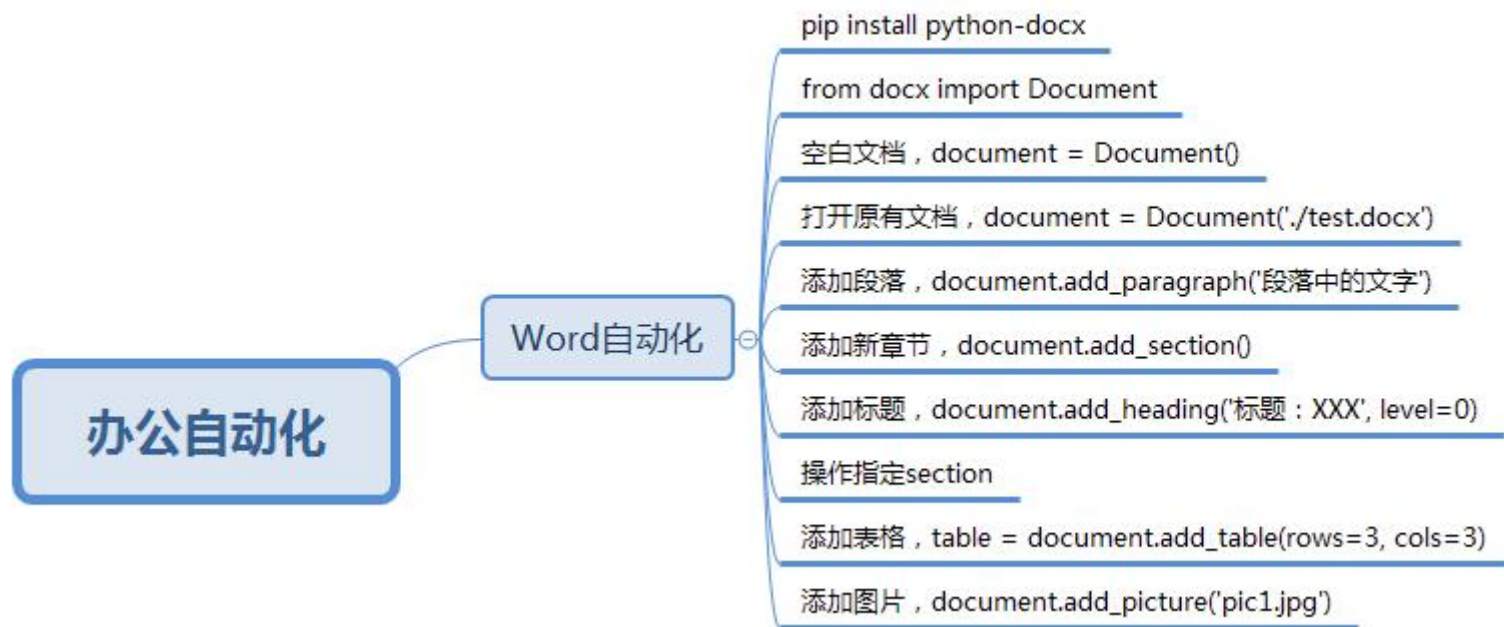 办公自动化
Word自动化
pip install python-docx
from docx import Document
空白文档，document = Document()
打开原有文档，document = Document('./test.docx')
添加段落，document.add_paragraph('段落中的文字')
添加新章节，document.add_section()
添加标题，document.add_heading('标题：XXX', level=0)
操作指定section
添加表格，table = document.add_table(rows=3, cols=3)
添加图片，document.add_picture('pic1.jpg')